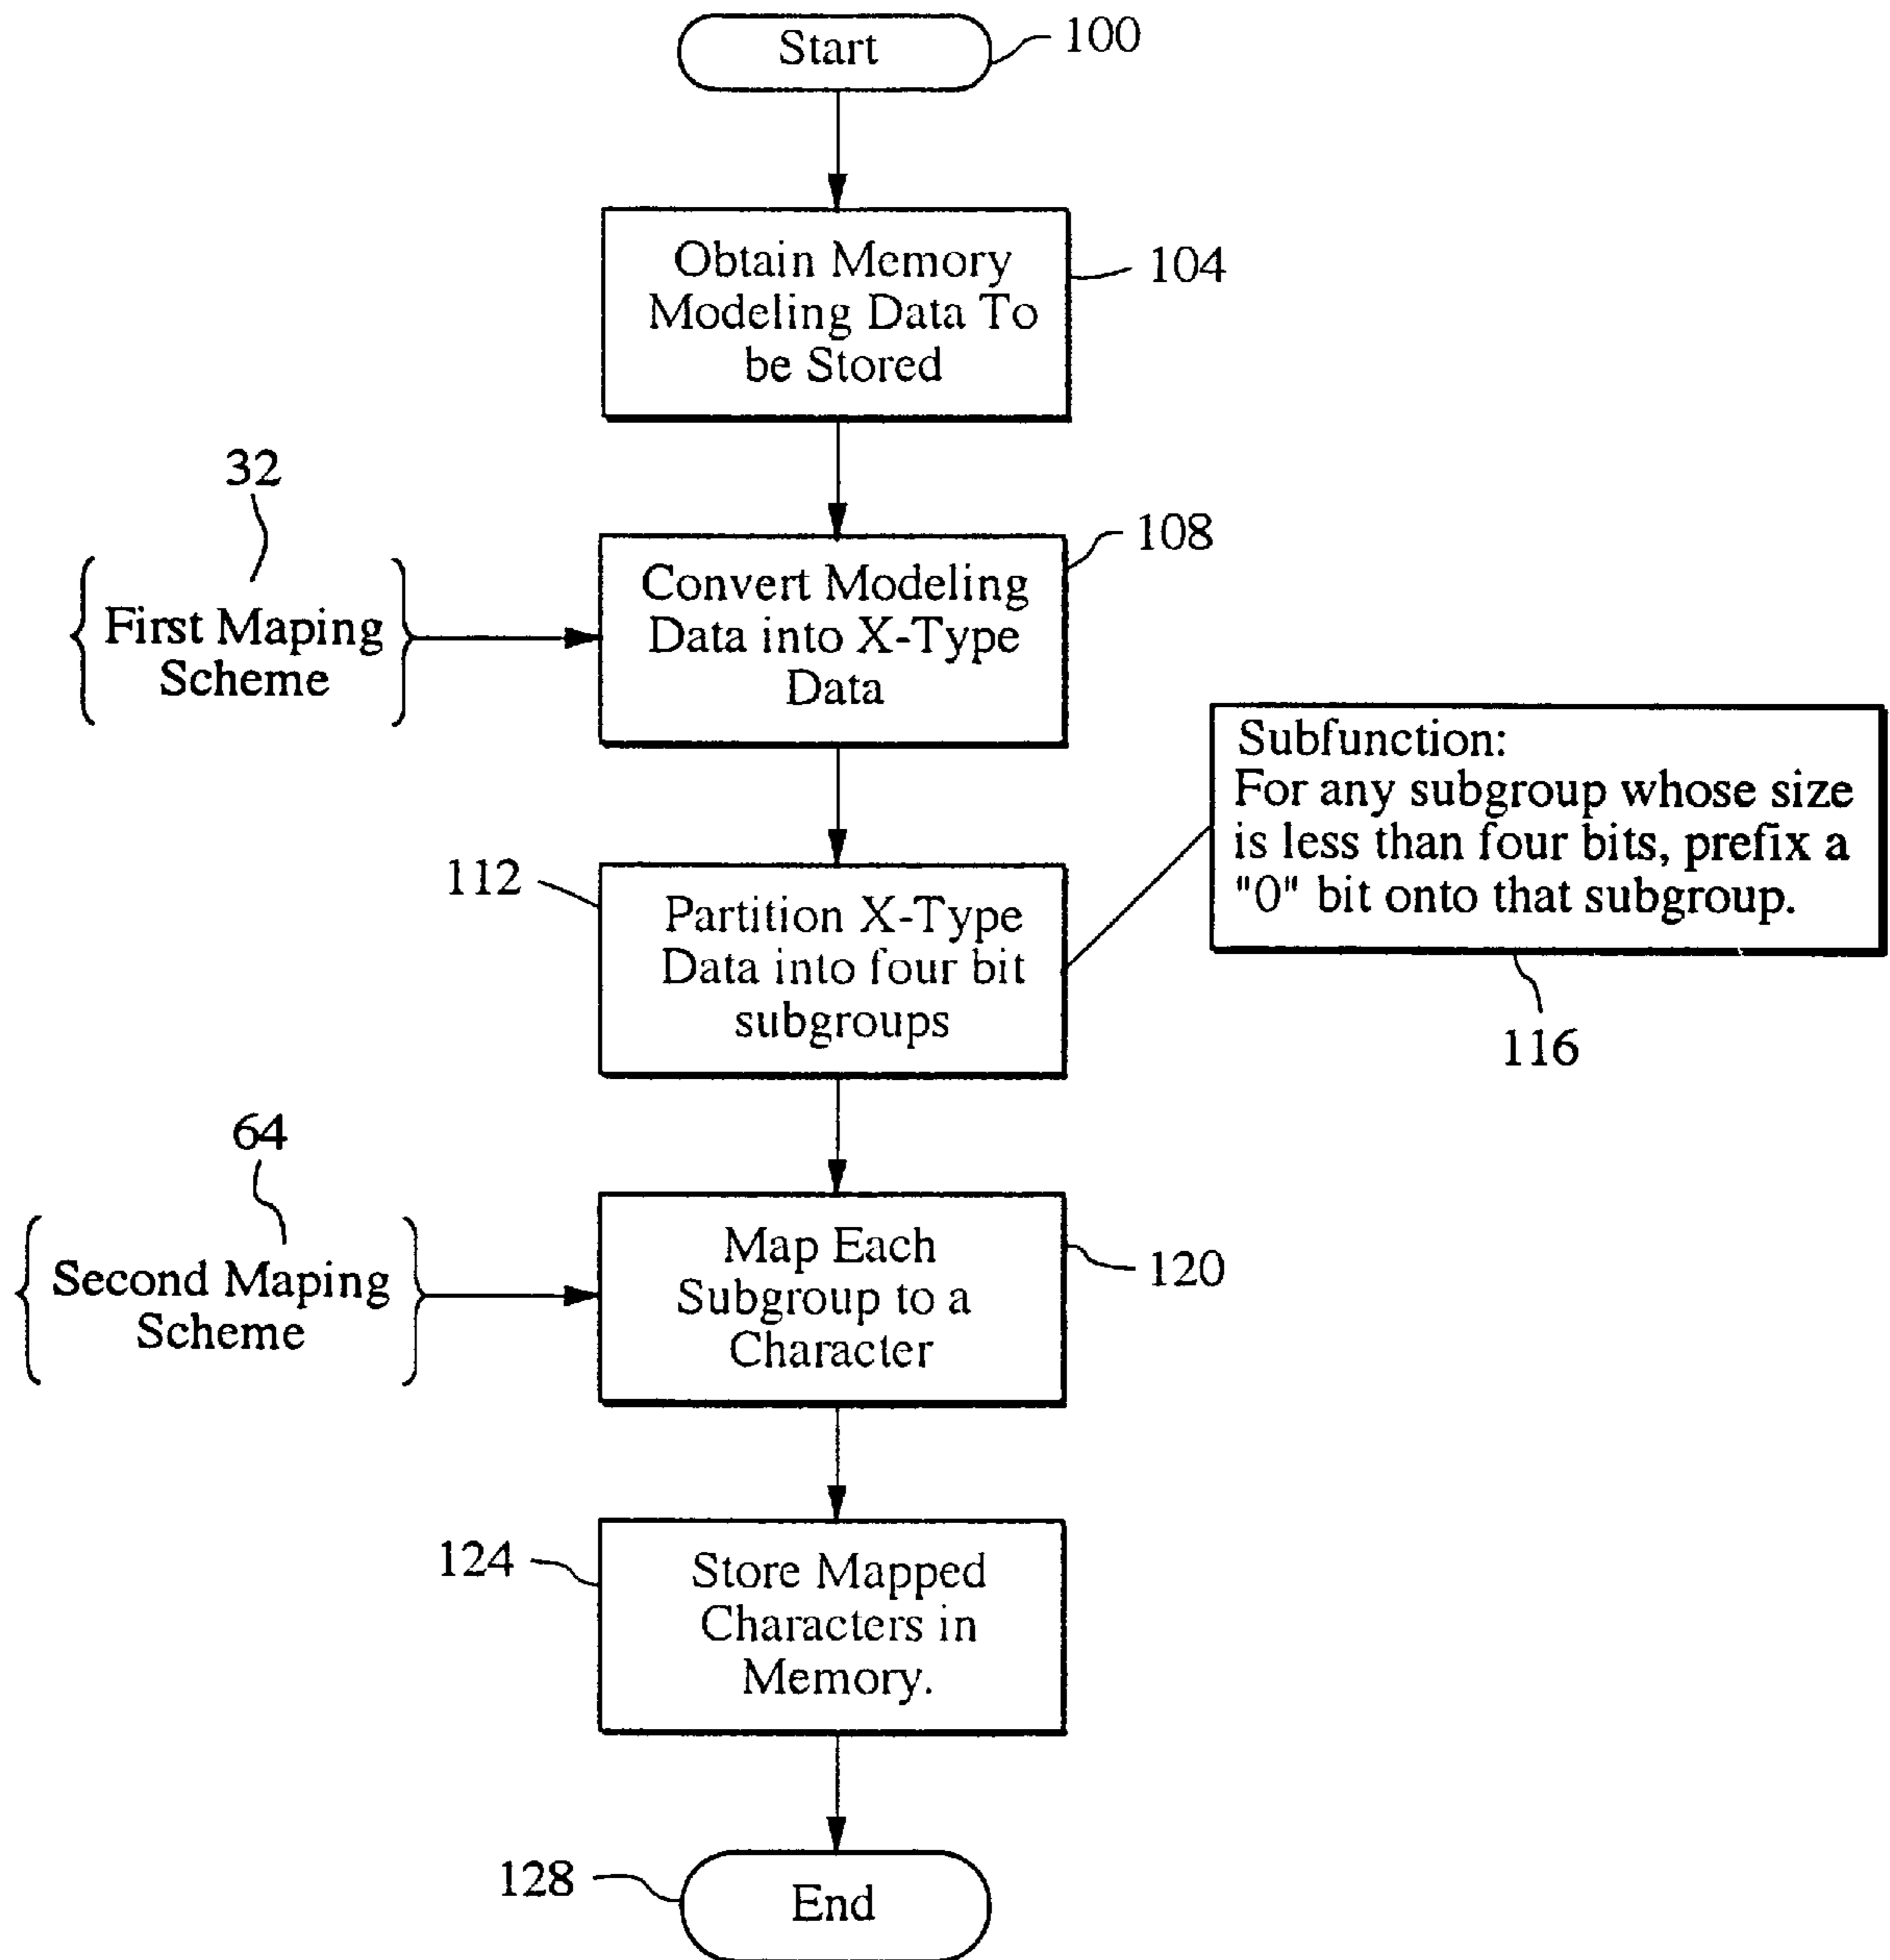 Start
100
Obtain Memory
Modeling Data To
be Stored
104
32
First Maping
Scheme
Convert Modeling
Data into X-Type
Data
108
Subfunction:
For any subgroup whose size
is less than four bits, prefix a
"0" bit onto that subgroup.
116
112
Partition X-Type
Data into four bit
subgroups
64
Second Maping
Scheme
Map Each
Subgroup to a
Character
120
124
Store Mapped
Characters in
Memory.
128
End